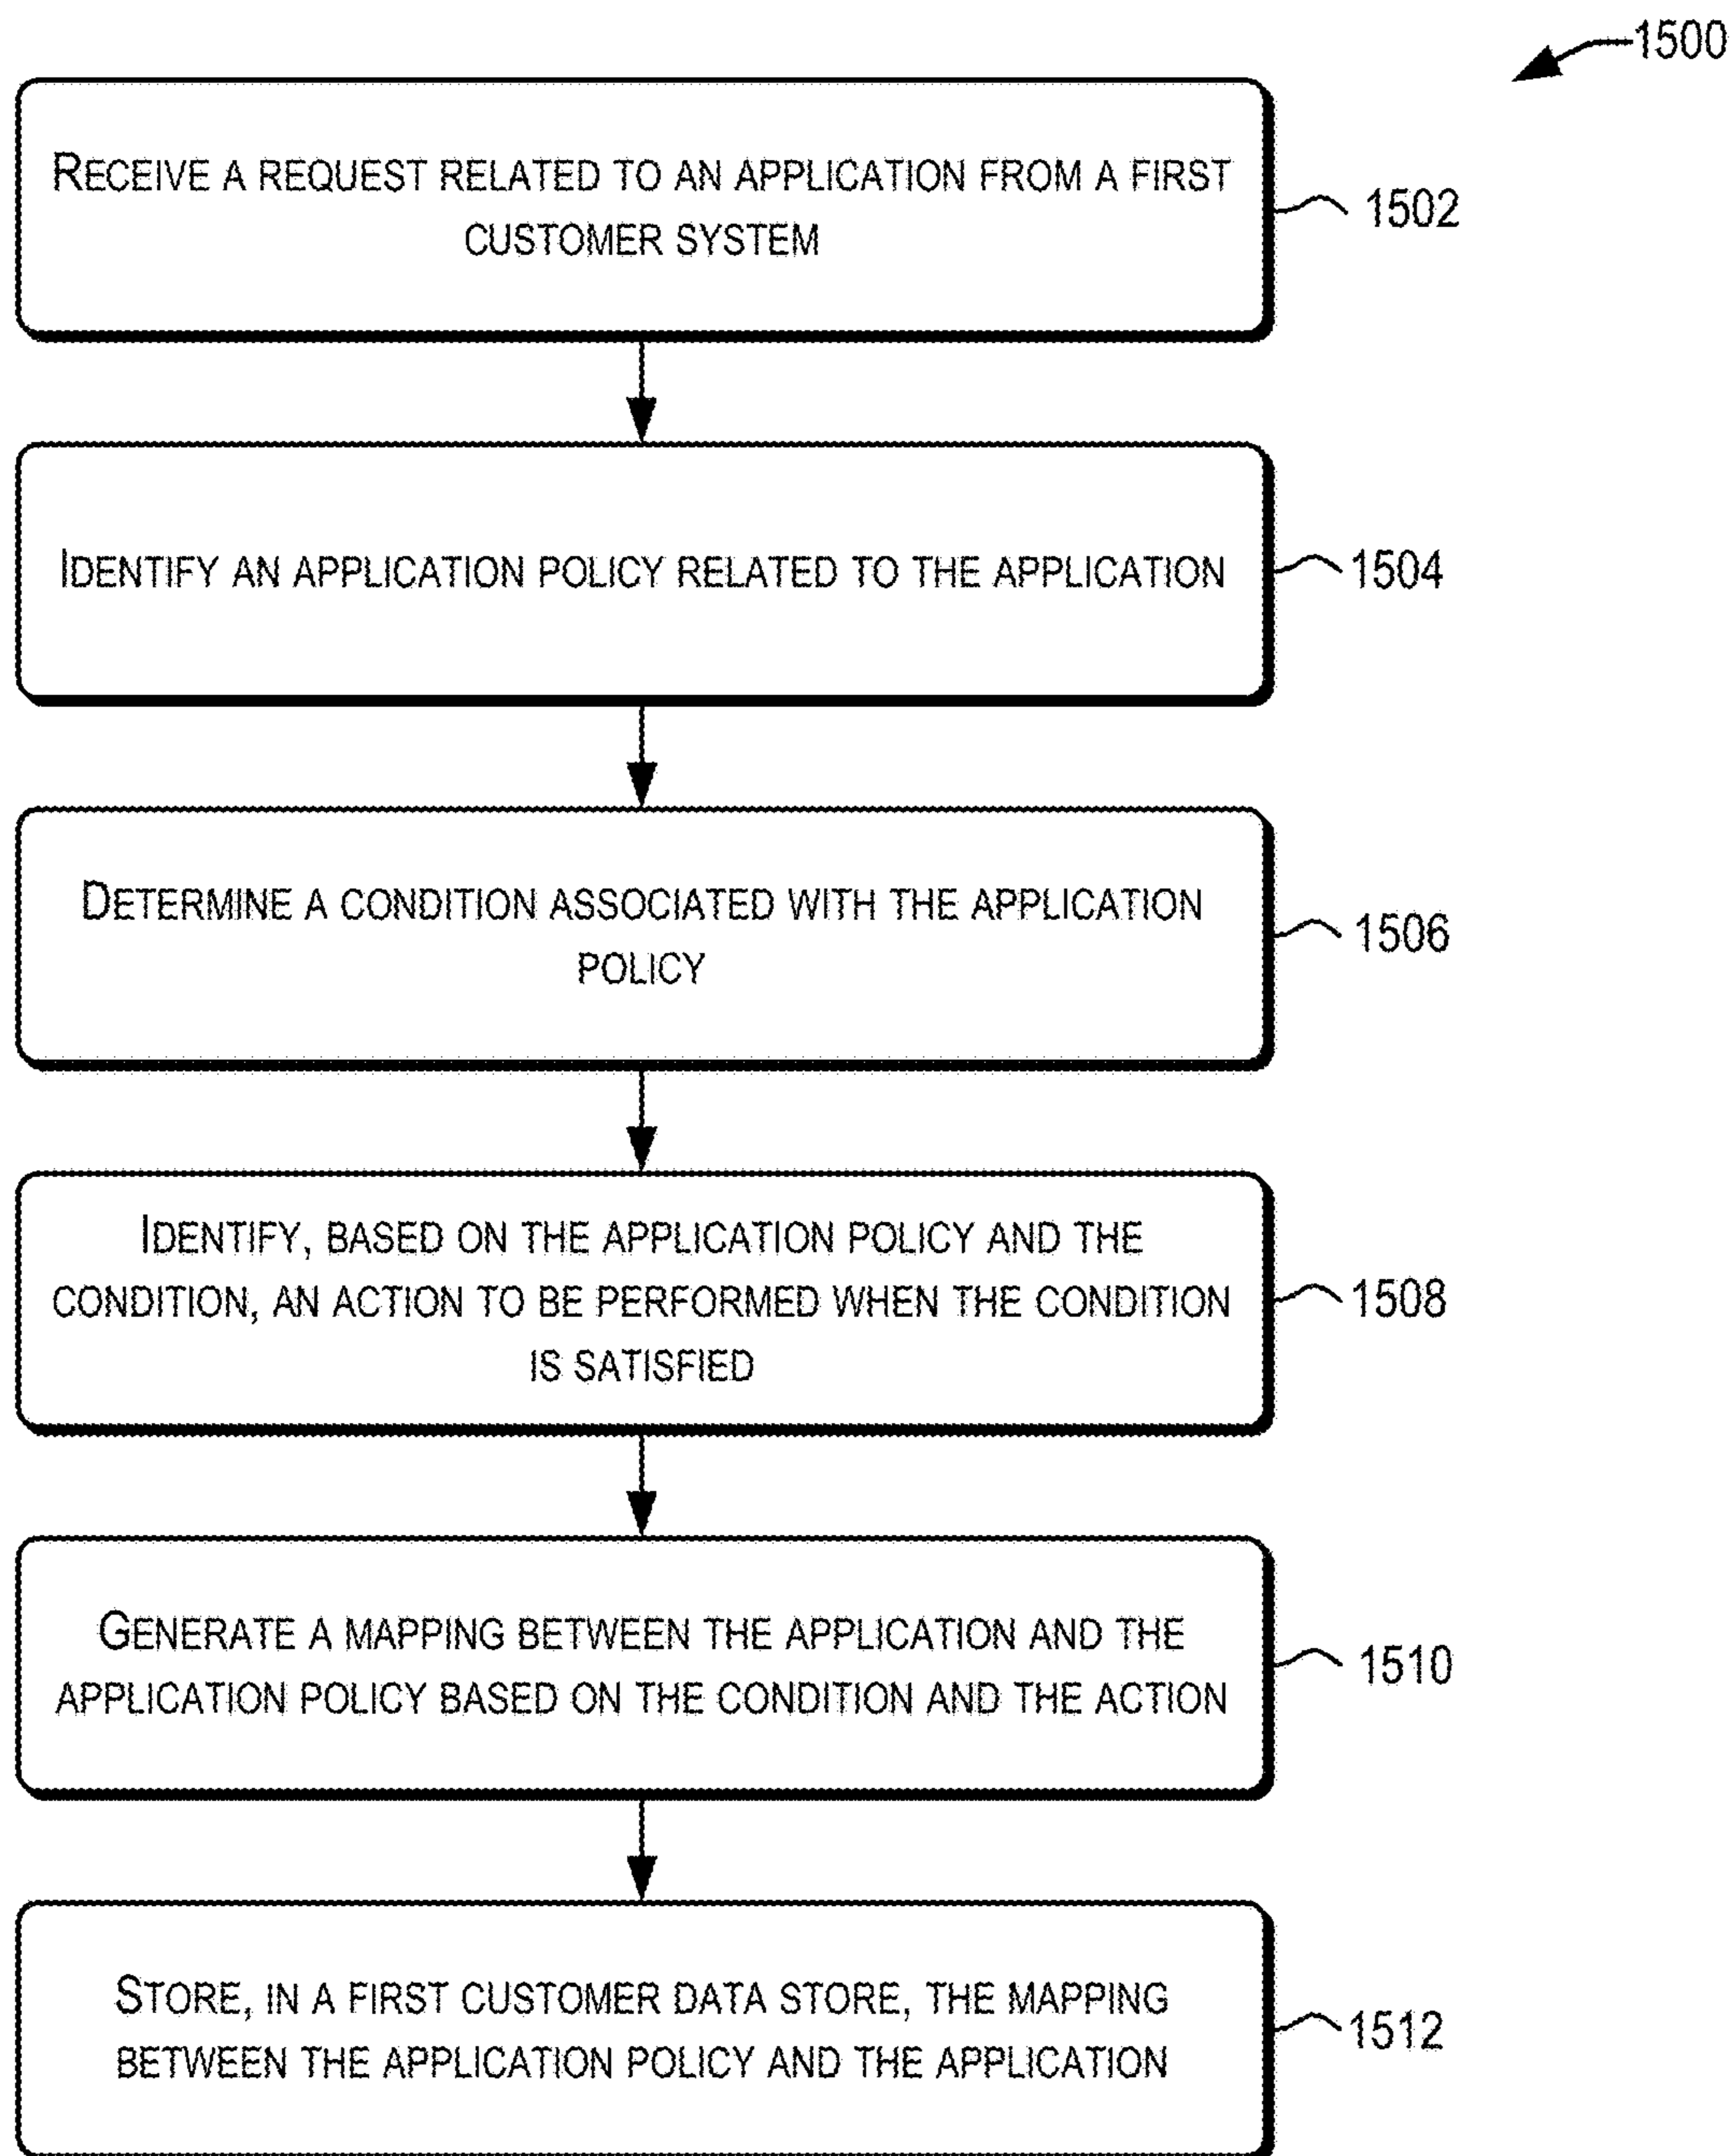 1500
RECEIVE A REQUEST RELATED TO AN APPLICATION FROM A FIRST
CUSTOMER SYSTEM
1502
IDENTIFY AN APPLICATION POLICY RELATED TO THE APPLICATION
1504
DETERMINE A CONDITION ASSOCIATED WITH THE APPLICATION
POLICY
1506
IDENTIFY, BASED ON THE APPLICATION POLICY AND THE
CONDITION, AN ACTION TO BE PERFORMED WHEN THE CONDITION
IS SATISFIED
1508
GENERATE A MAPPING BETWEEN THE APPLICATION AND THE
APPLICATION POLICY BASED ON THE CONDITION AND THE ACTION
1510
STORE, IN A FIRST CUSTOMER DATA STORE, THE MAPPING
BETWEEN THE APPLICATION POLICY AND THE APPLICATION
1512